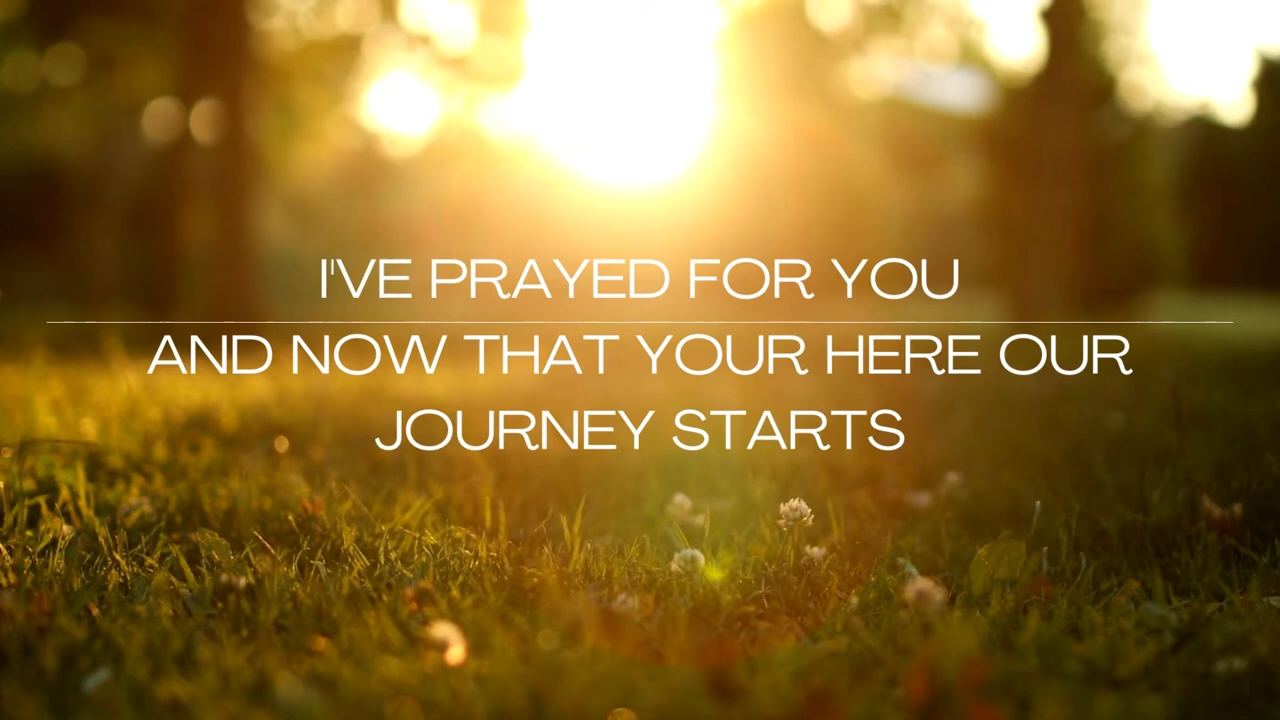 I'VE PRAYED FOR YOU
AND NOW THAT YOUR HERE OUR
JOURNEY STARTS